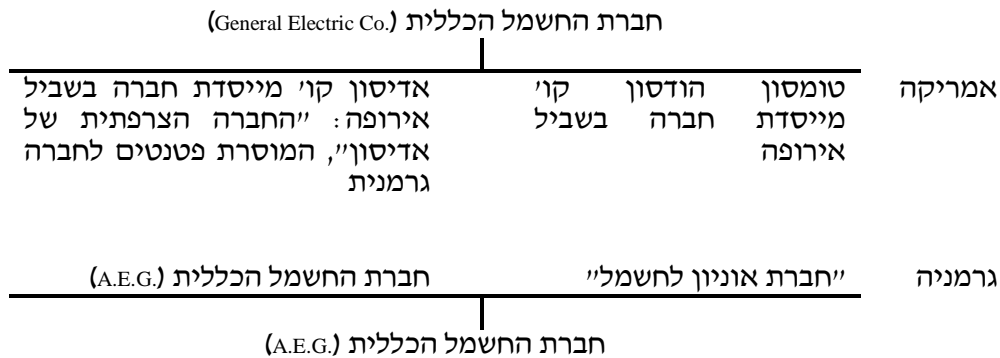 חברת החשמל הכללית (General Electric Co.)
אמריקה
טומסון הודסון קו'
מייסדת חברה בשביל
אירופה
אדיסון קו' מייסדת חברה בשביל
אירופה: "החברה הצרפתית של
אדיסון", המוסרת פטנטים לחברה
גרמנית
גרמניה
"חברת אוניון לחשמל"
חברת החשמל הכללית (A.E.G.)
חברת החשמל הכללית (A.E.G.)